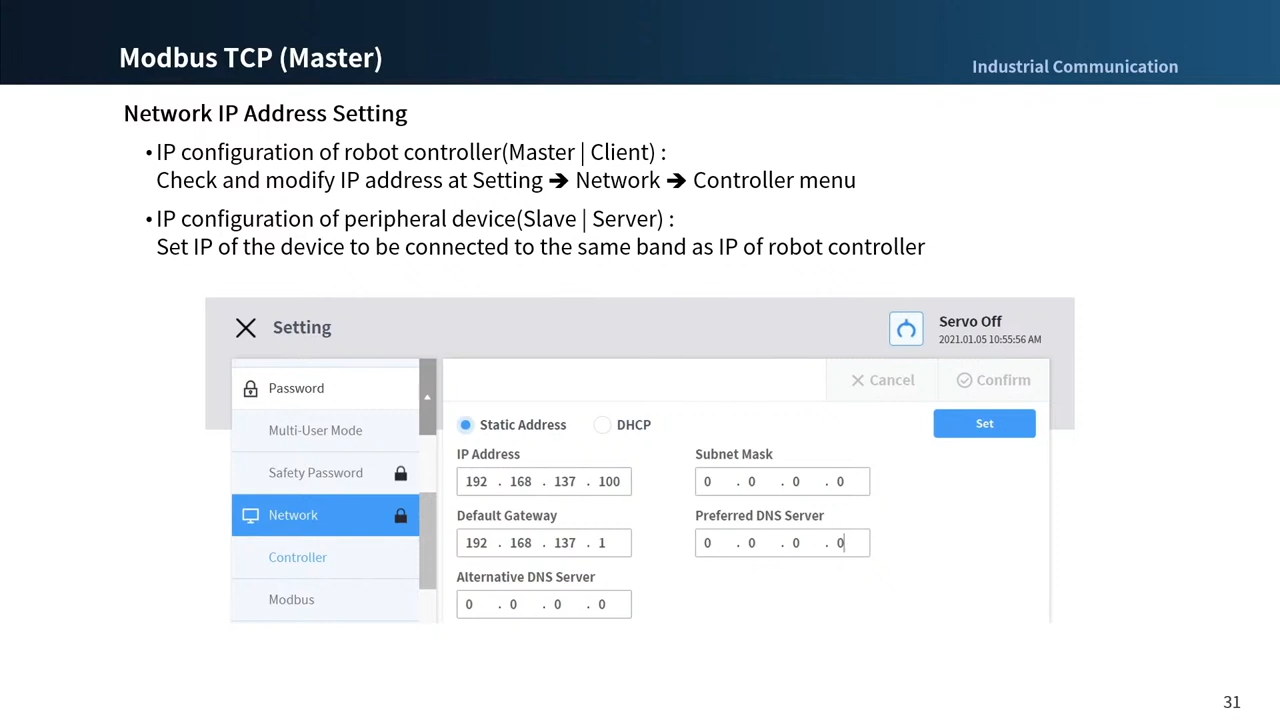 Modbus TCP (Master)
Industrial Communication
Network IP Address Setting
• IP configuration of robot controller(Master | Client) :
Check and modify IP address at Setting ➔ Network ➔ Controller menu
• IP configuration of peripheral device(Slave | Server) :
Set IP of the device to be connected to the same band as IP of robot controller
Setting
Servo Off
2021.01.05 10:55:56 AM
Password
Multi-User Mode
Safety Password
Network
Controller
Modbus
Cancel
Confirm
Static Address
DHCP
Set
IP Address
Subnet Mask
192 . 168 . 137 . 100
0 . 0 . 0 . 0
Default Gateway
Preferred DNS Server
192 . 168 . 137 . 1
0 . 0 . 0 . 0
Alternative DNS Server
0 . 0 . 0 . 0
31